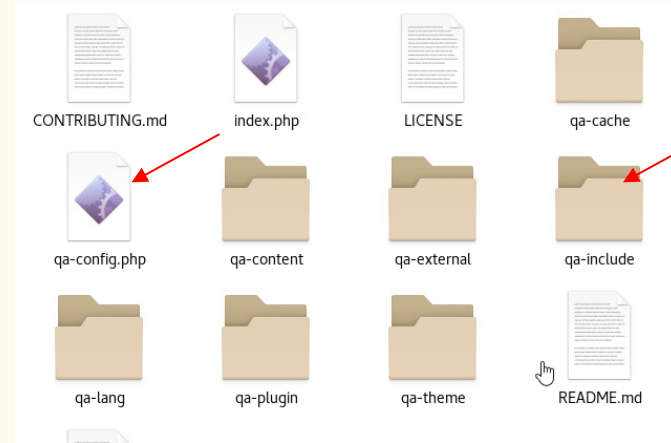 CONTRIBUTING.md
index.php
LICENSE
qa-cache
qa-config.php
qa-content
qa-external
qa-include
qa-lang
qa-plugin
qa-theme
README.md